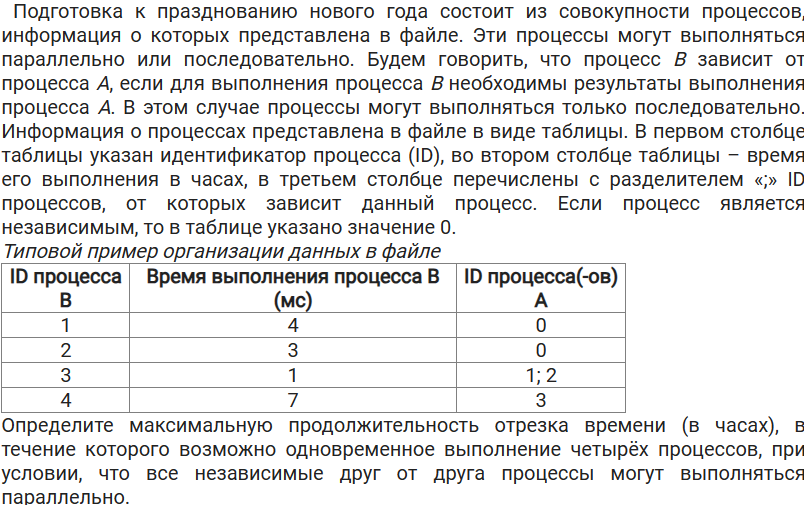 Подготовка к празднованию нового года состоит из совокупности процессов,
информация о которых представлена в файле. Эти процессы могут выполняться
параллельно или последовательно. Будем говорить, что процесс B зависит от
процесса A, если для выполнения процесса B необходимы результаты выполнения
процесса A. В этом случае процессы могут выполняться только последовательно.
Информация о процессах представлена в файле в виде таблицы. В первом столбце
таблицы указан идентификатор процесса (ID), во втором столбце таблицы – время
его выполнения в часах, в третьем столбце перечислены с разделителем «;» ID
процессов, от которых зависит данный процесс. Если процесс является
независимым, то в таблице указано значение 0.
Типовой пример организации данных в файле
ID процесса Время выполнения процесса B ID процесса(-ов)
B (мс) A
1 4 0
2 3 0
3 1 1; 2
4 7 3
Определите максимальную продолжительность отрезка времени (в часах), в
течение которого возможно одновременное выполнение четырёх процессов, при
условии, что все независимые друг от друга процессы могут выполняться
параллельно.